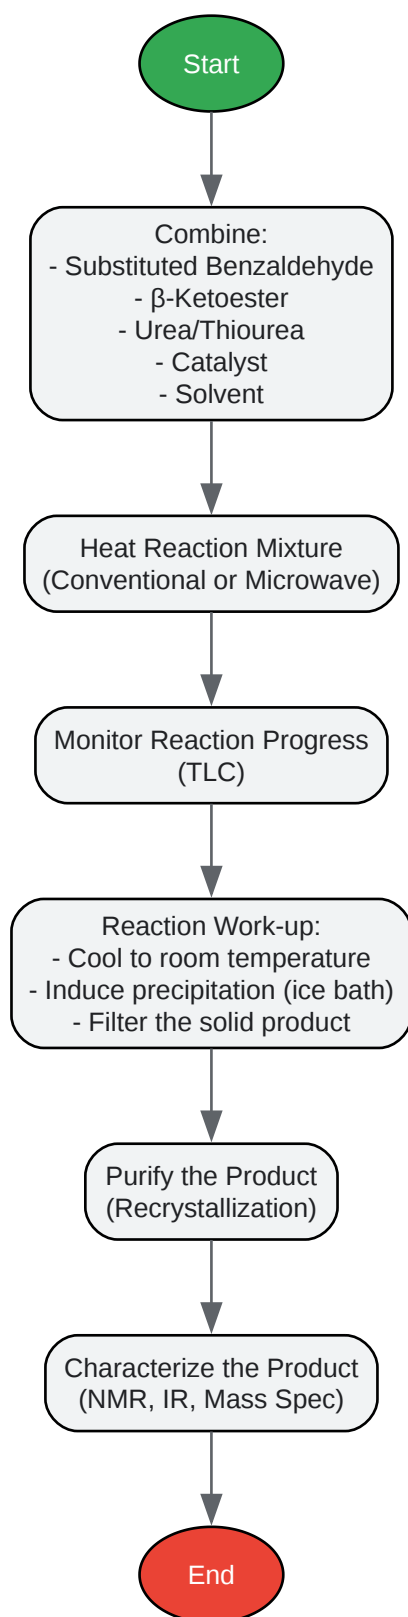 Start
Combine:
- Substituted Benzaldehyde
- β-Ketoester
- Urea/Thiourea
- Catalyst
- Solvent
Heat Reaction Mixture
(Conventional or Microwave)
Monitor Reaction Progress
(TLC)
Reaction Work-up:
- Cool to room temperature
- Induce precipitation (ice bath)
- Filter the solid product
Purify the Product
(Recrystallization)
Characterize the Product
(NMR, IR, Mass Spec)
End